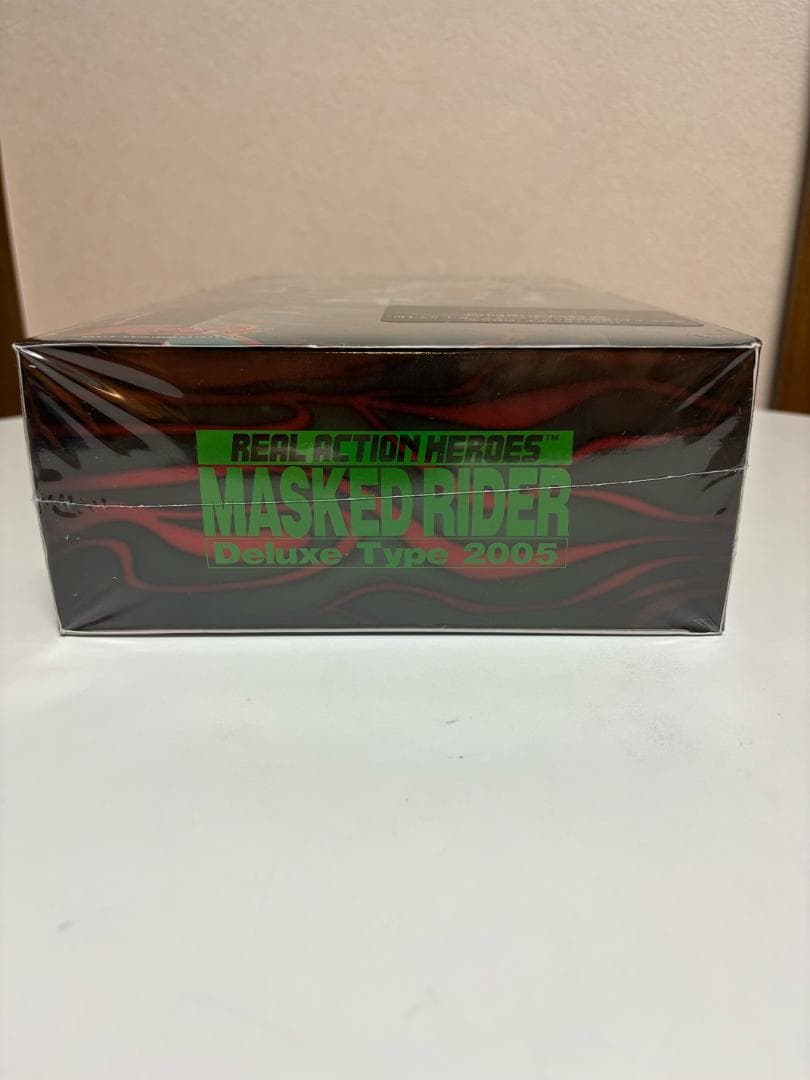 REAL ACTION HEROES™
MASKED RIDER
Deluxe Type 2005